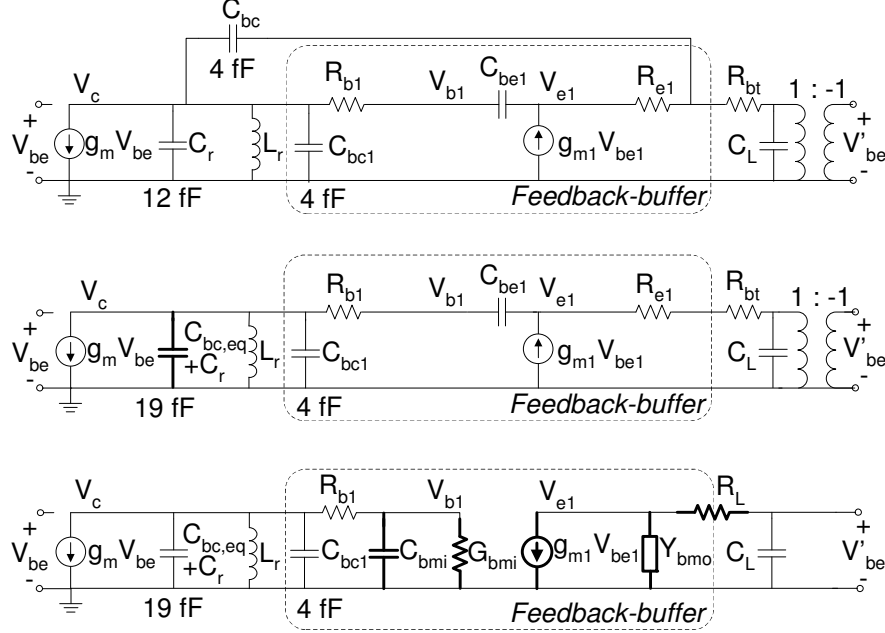 C_bc
4 fF
V_c R_b1 V_b1 C_be1 V_e1 R_e1 R_bt 1 : -1
+ V_be - g_m V_be C_r L_r C_bc1 g_m1 V_be1 C_L + V'_be -
12 fF 4 fF Feedback-buffer
V_c R_b1 V_b1 C_be1 V_e1 R_e1 R_bt 1 : -1
+ V_be - g_m V_be C_bc,eq +C_r L_r C_bc1 g_m1 V_be1 C_L + V'_be -
19 fF 4 fF Feedback-buffer
V_c R_b1 V_b1 V_e1 R_L
+ V_be - g_m V_be C_bc,eq +C_r L_r C_bc1 C_bmi G_bmi g_m1 V_be1 Y_bmo C_L + V'_be -
19 fF 4 fF Feedback-buffer